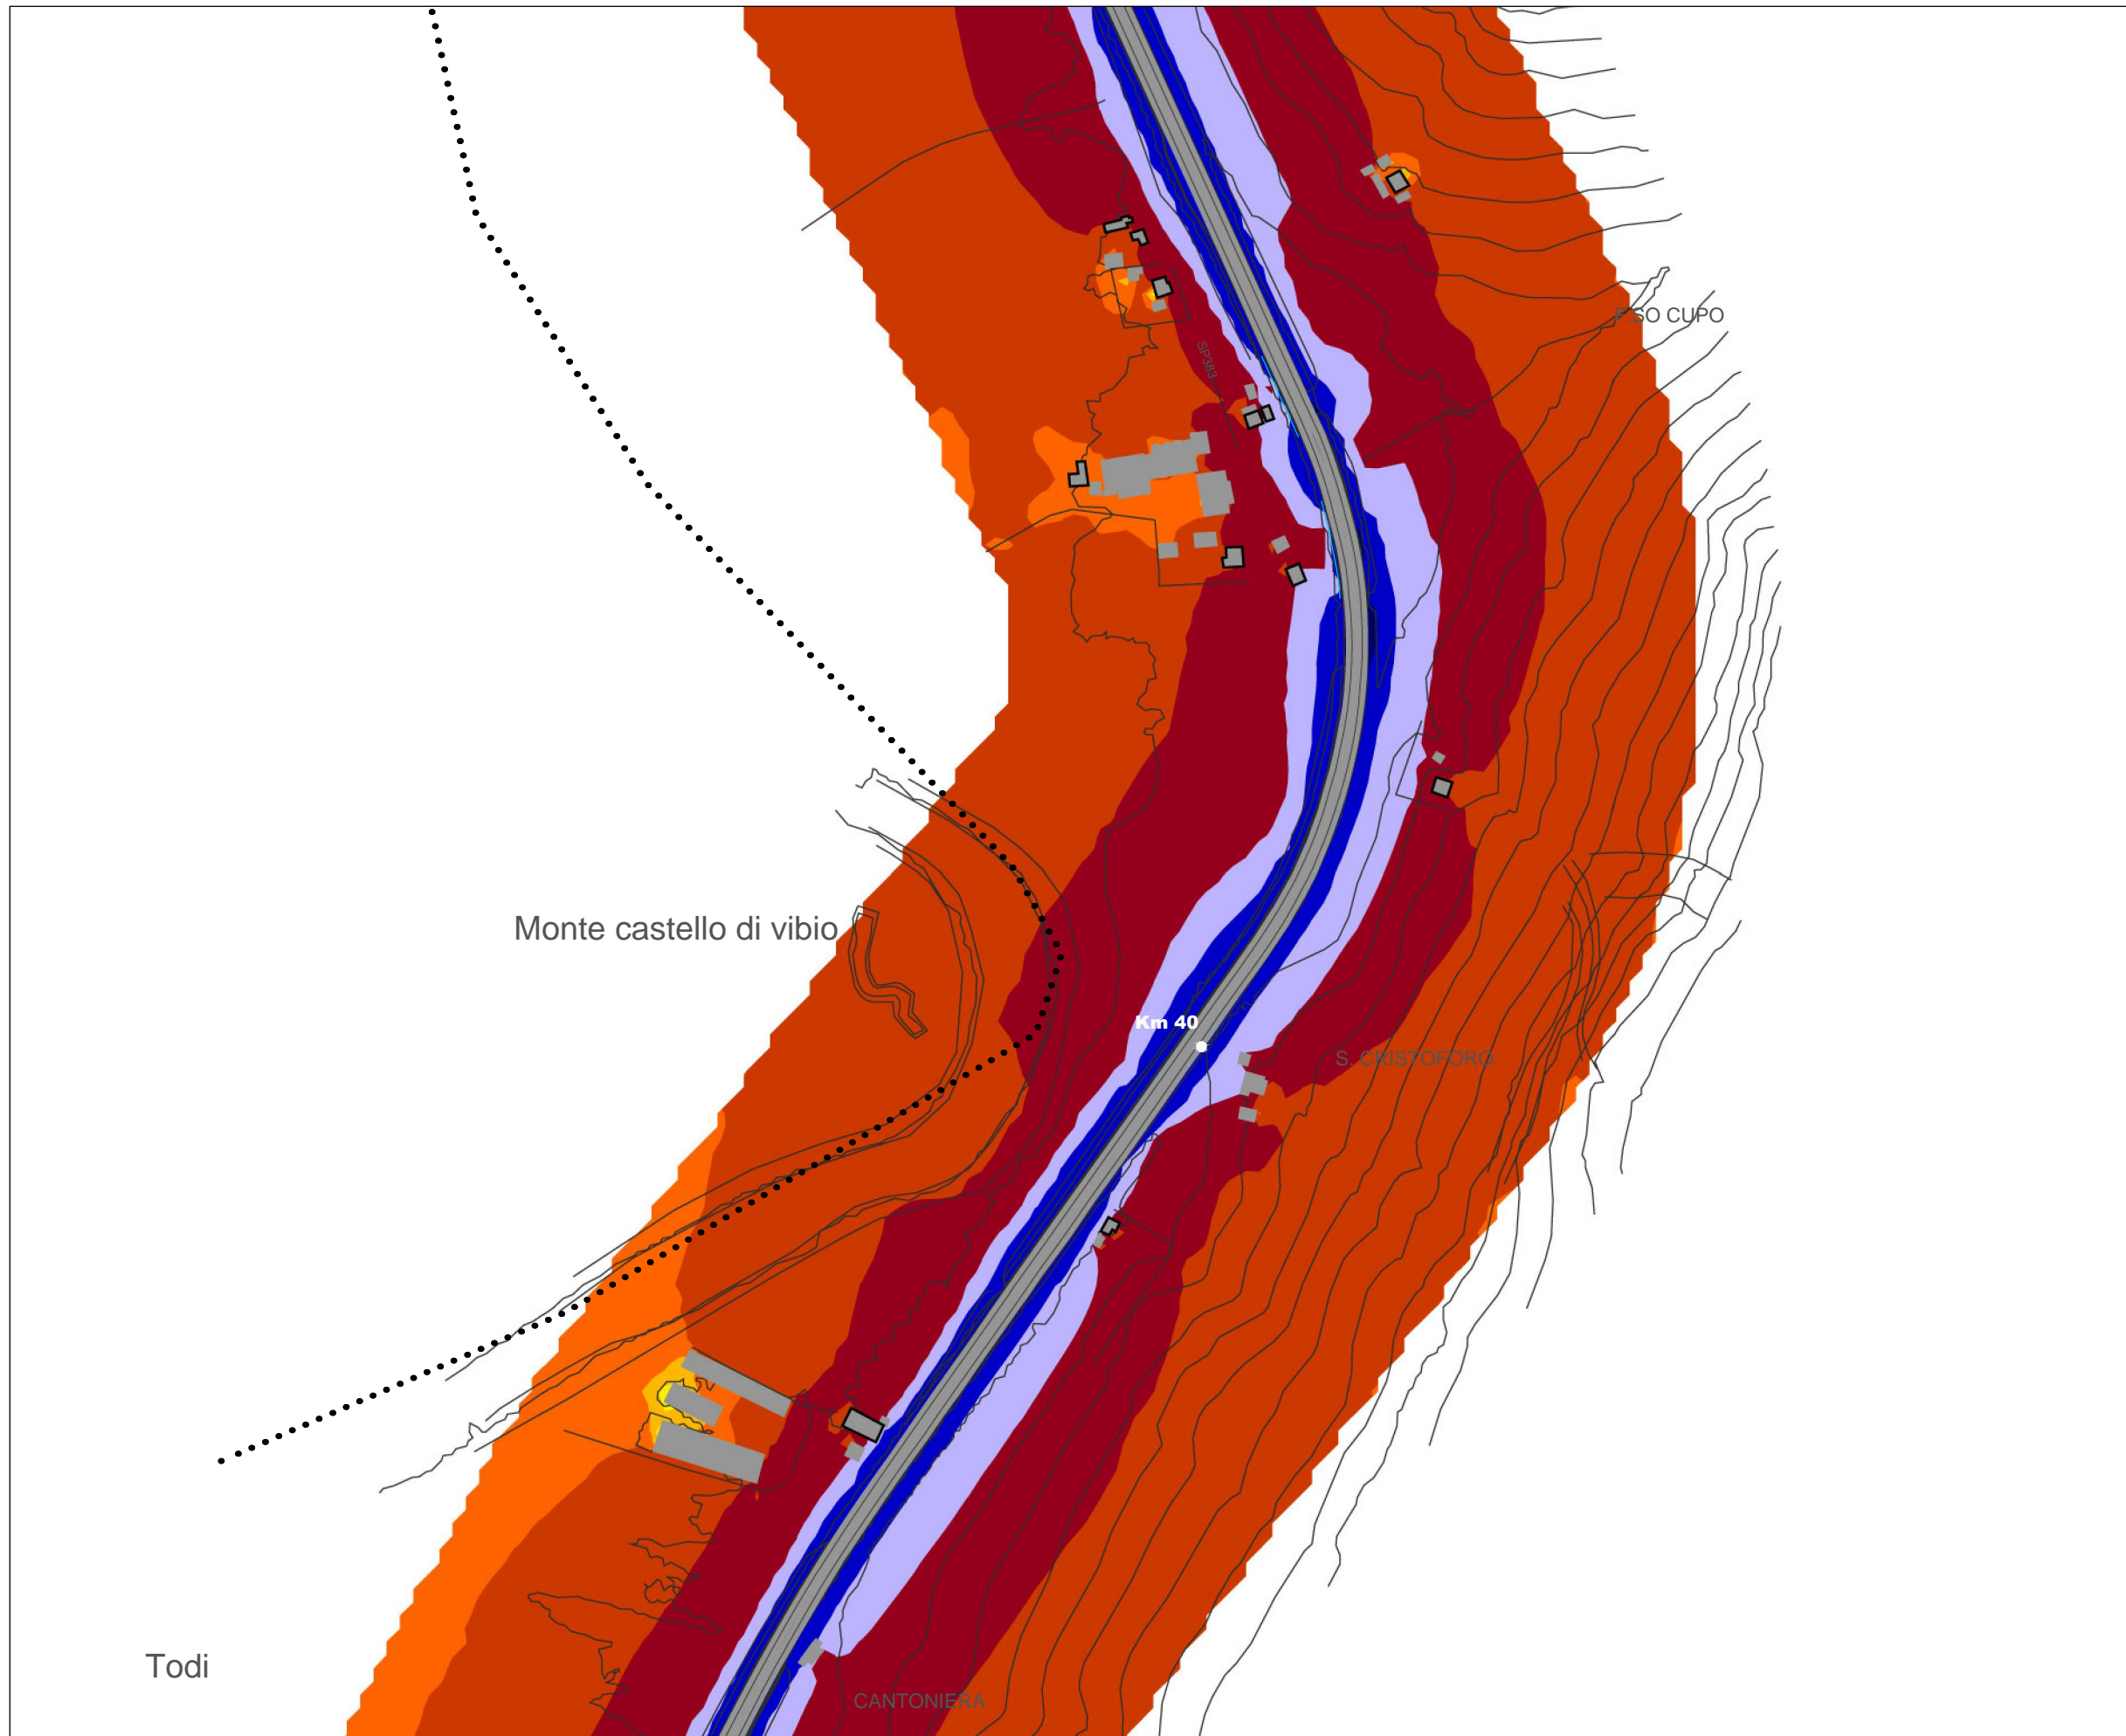 F.SO CUPO
SP383
Monte castello di vibio
Km 40
S. CRISTOFORO
Todi
CANTONIERA